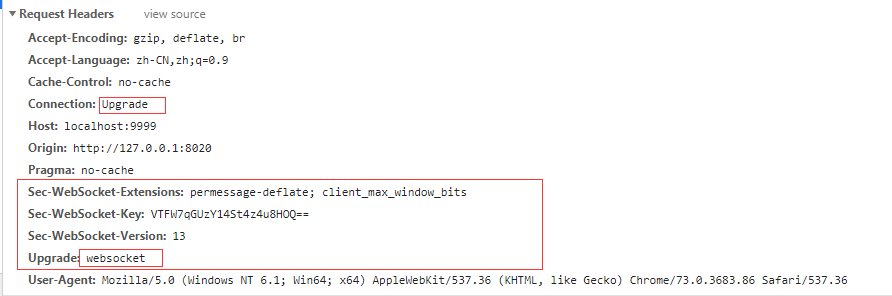 Request Headers view source
Accept-Encoding: gzip, deflate, br
Accept-Language: zh-CN,zh;q=0.9
Cache-Control: no-cache
Connection: Upgrade
Host: localhost:9999
Origin: http://127.0.0.1:8020
Pragma: no-cache
Sec-WebSocket-Extensions: permessage-deflate; client_max_window_bits
Sec-WebSocket-Key: VTFW7qGUzY14St4z4u8HOQ==
Sec-WebSocket-Version: 13
Upgrade: websocket
User-Agent: Mozilla/5.0 (Windows NT 6.1; Win64; x64) AppleWebKit/537.36 (KHTML, like Gecko) Chrome/73.0.3683.86 Safari/537.36